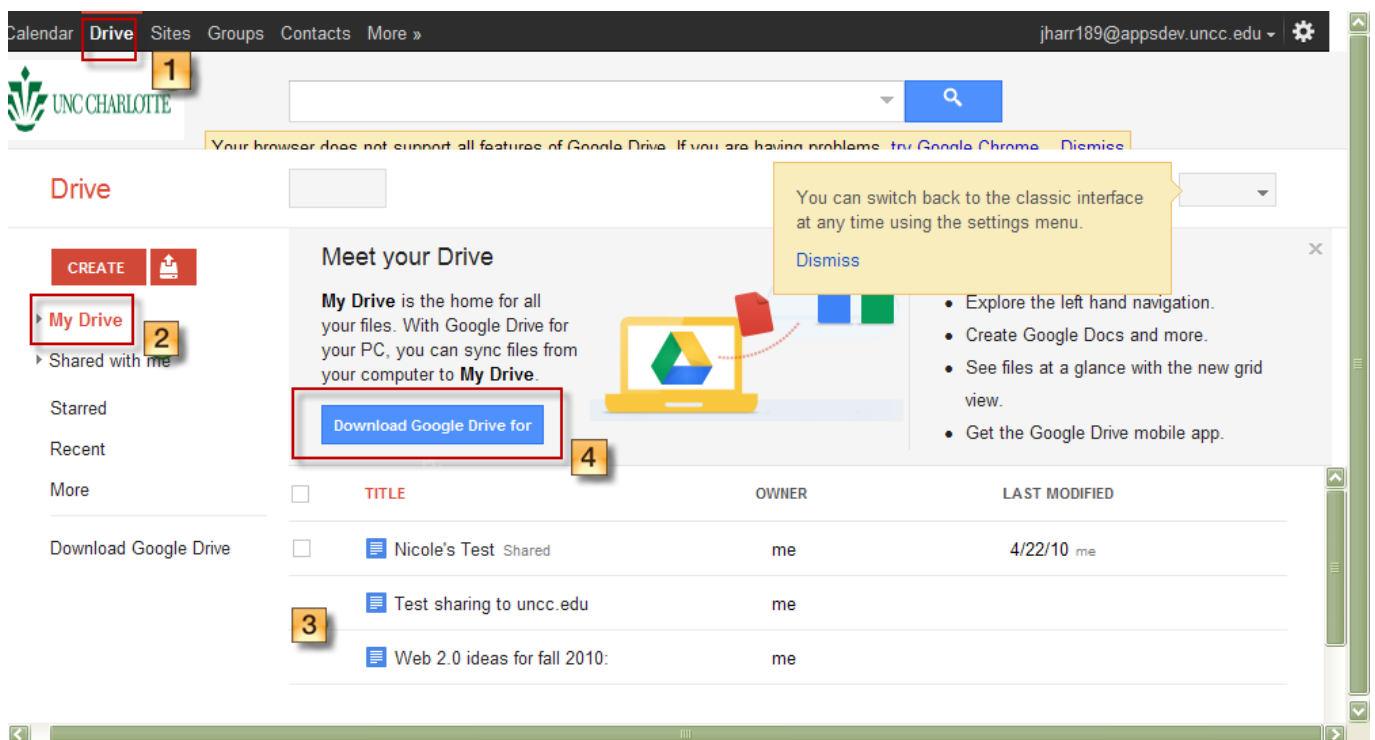 Calendar Drive Sites Groups Contacts More » jharr189@appsdev.uncc.edu
1
UNC CHARLOTTE
Your browser does not support all features of Google Drive. If you are having problems, try Google Chrome Dismiss
Drive
You can switch back to the classic interface
at any time using the settings menu.
Dismiss
CREATE
My Drive
2
Shared with me
Starred
Recent
More
Download Google Drive
Meet your Drive
My Drive is the home for all
your files. With Google Drive for
your PC, you can sync files from
your computer to My Drive.
Download Google Drive for
4
• Explore the left hand navigation.
• Create Google Docs and more.
• See files at a glance with the new grid
view.
• Get the Google Drive mobile app.
TITLE OWNER LAST MODIFIED
Nicole's Test Shared me 4/22/10 me
Test sharing to uncc.edu me
3
Web 2.0 ideas for fall 2010: me